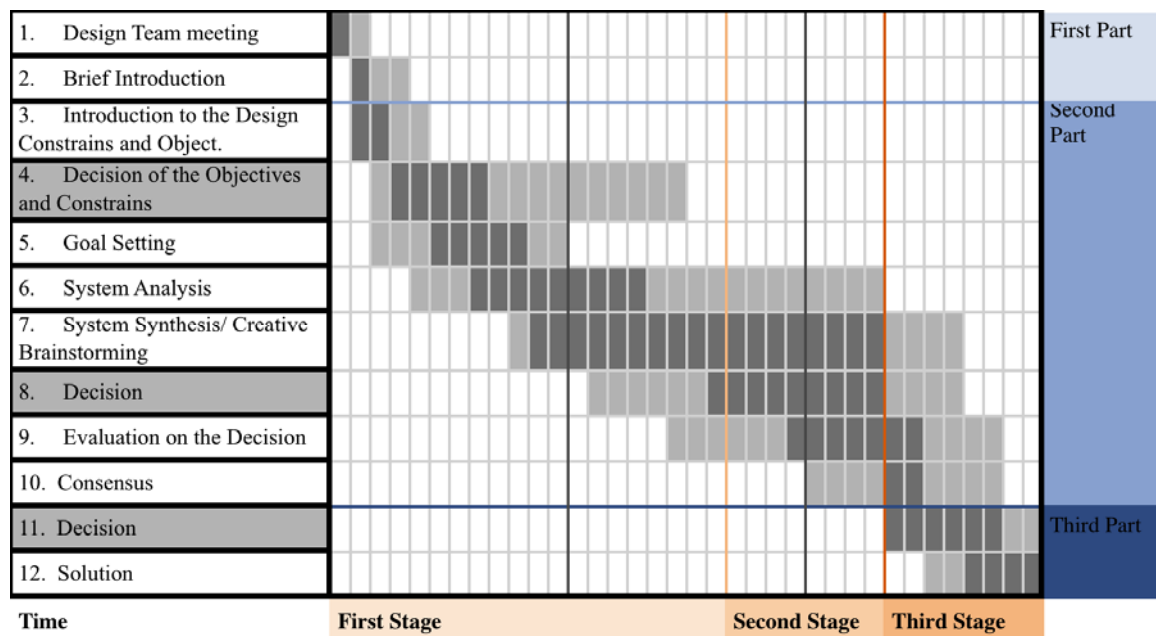 1. Design Team meeting
First Part
2. Brief Introduction
3. Introduction to the Design
Constrains and Object.
Second
Part
4. Decision of the Objectives
and Constrains
5. Goal Setting
6. System Analysis
7. System Synthesis/ Creative
Brainstorming
8. Decision
9. Evaluation on the Decision
10. Consensus
11. Decision
Third Part
12. Solution
Time
First Stage
Second Stage
Third Stage